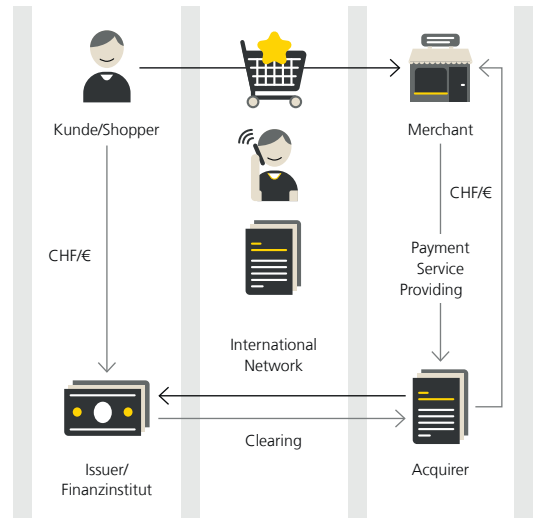 Kunde/Shopper
Merchant
CHF/€
CHF/€
Payment
Service
Providing
International
Network
Clearing
Issuer/
Finanzinstitut
Acquirer